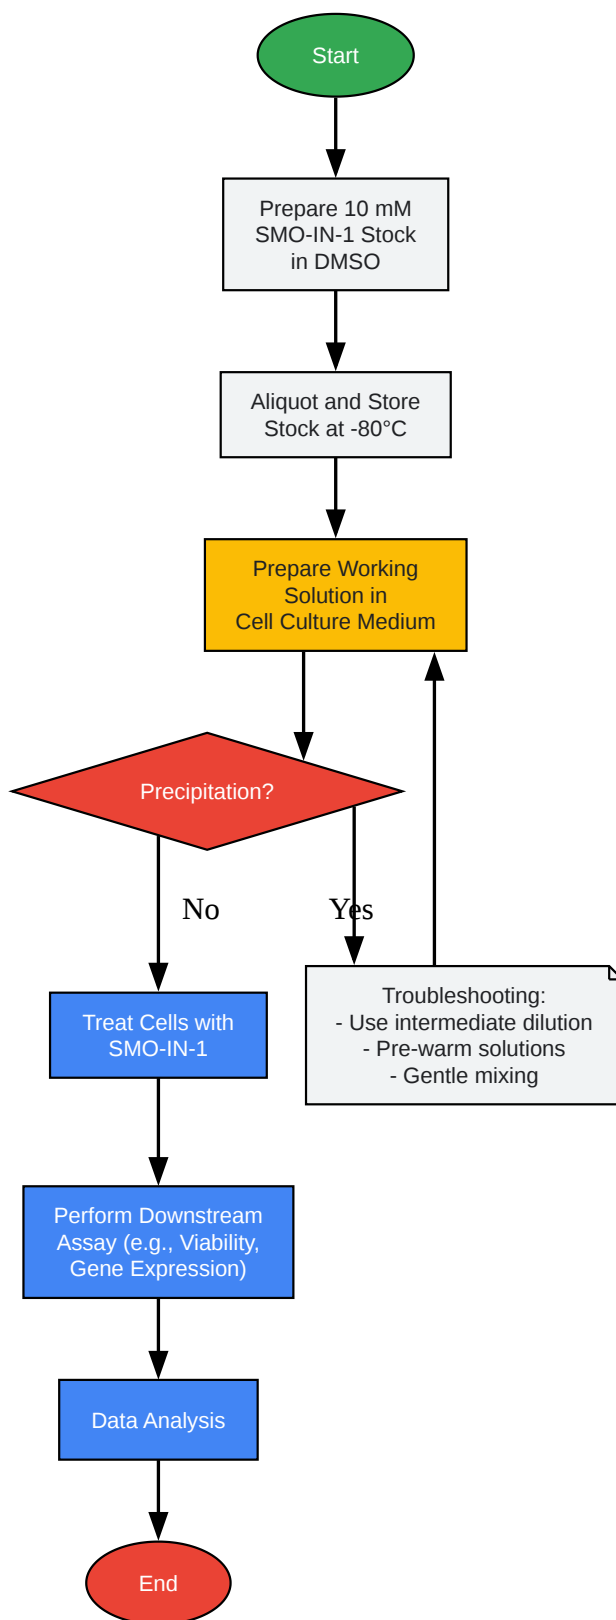 Start
Prepare 10 mM
SMO-IN-1 Stock
in DMSO
Aliquot and Store
Stock at -80°C
Prepare Working
Solution in
Cell Culture Medium
Precipitation?
No
Yes
Troubleshooting:
- Use intermediate dilution
- Pre-warm solutions
- Gentle mixing
Treat Cells with
SMO-IN-1
Perform Downstream
Assay (e.g., Viability,
Gene Expression)
Data Analysis
End